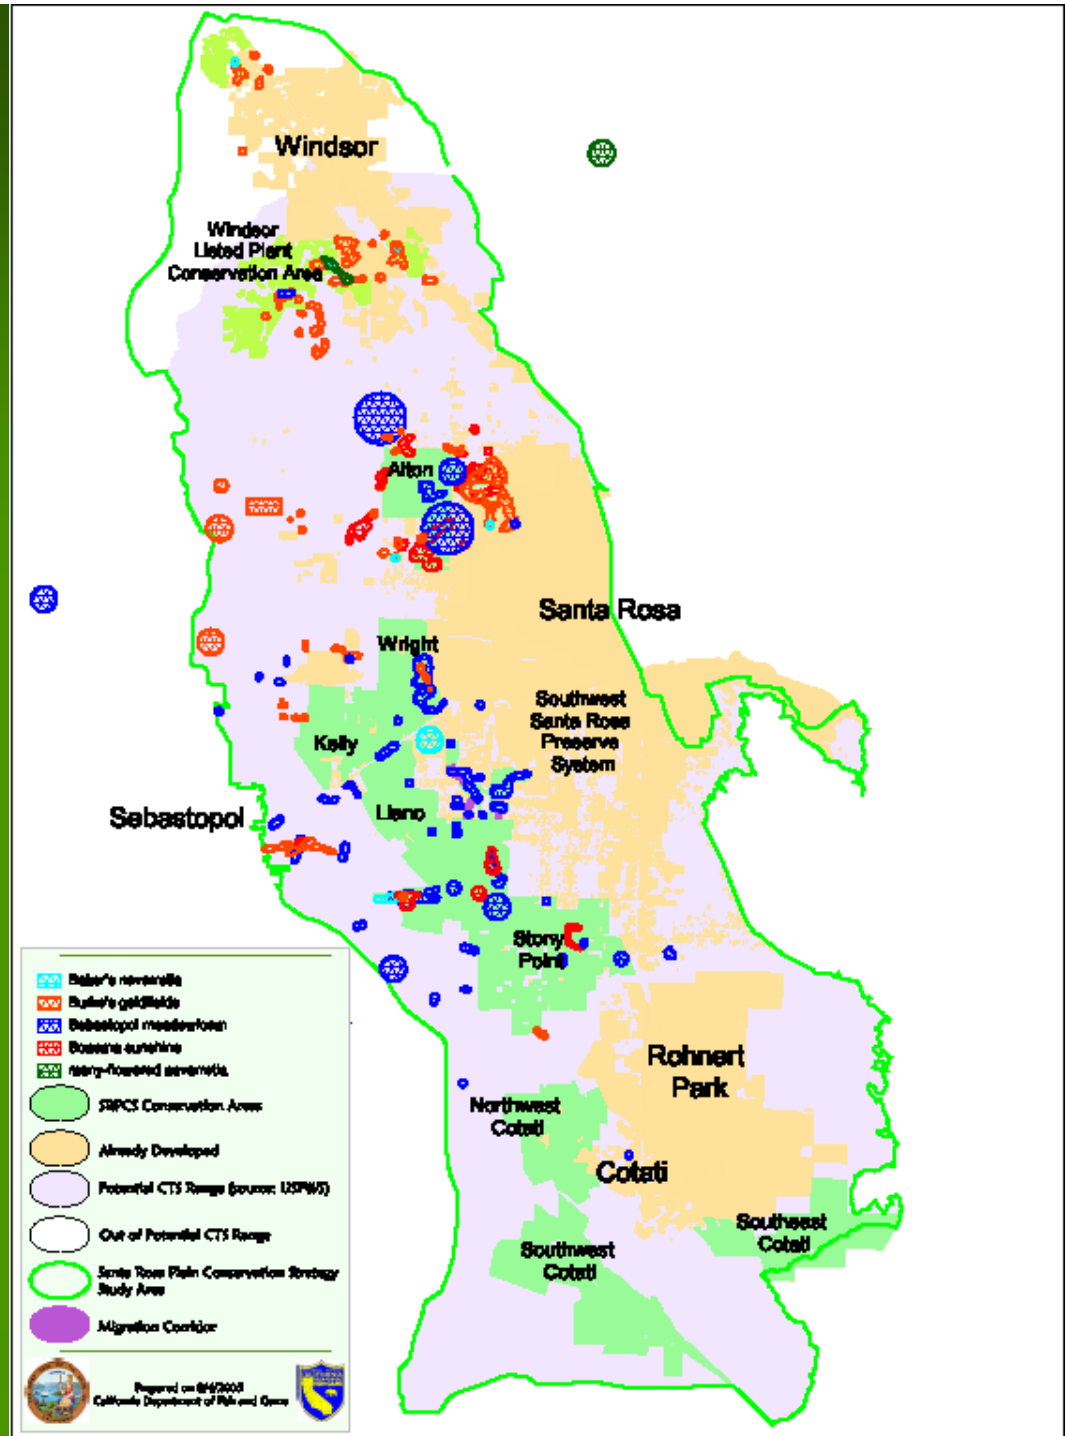 Windsor
Windsor
Listed Plant
Conservation Area
Alton
Santa Rosa
Wright
Southwest
Santa Rosa
Preserve
System
Kelly
Sebastopol
Llano
Stony
Point
Rohnert
Park
Northwest
Cotati
Cotati
Southeast
Cotati
Southwest
Cotati
Baker's navarretia
Burke's goldfields
Sebastopol meadowfoam
Sonoma sunshine
many-flowered navarretia
SRPCS Conservation Areas
Already Developed
Potential CTS Range (source: USFWS)
Out of Potential CTS Range
Santa Rosa Plain Conservation Strategy
Study Area
Migration Corridor
Prepared on
California Department of Fish and Game